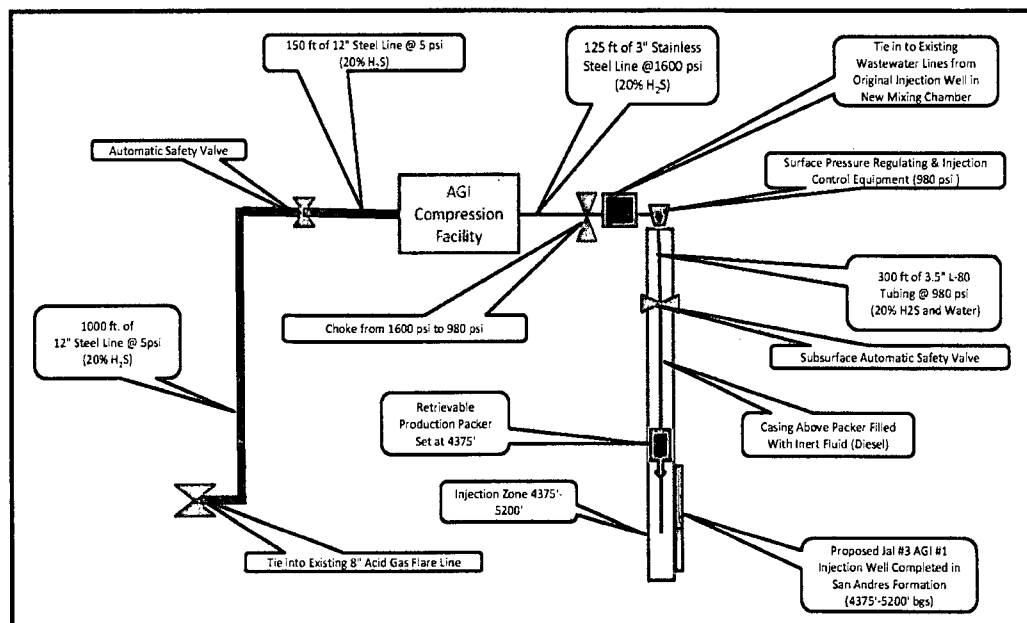 150 ft of 12" Steel Line @ 5 psi
(20% H₂S)
125 ft of 3" Stainless
Steel Line @1600 psi
(20% H₂S)
Tie in to Existing
Wastewater Lines from
Original Injection Well in
New Mixing Chamber
Automatic Safety Valve
AGI
Compression
Facility
Surface Pressure Regulating & Injection
Control Equipment (980 psi )
300 ft of 3.5" L-80
Tubing @ 980 psi
(20% H2S and Water)
1000 ft. of
12" Steel Line @ 5psi
(20% H₂S)
Choke from 1600 psi to 980 psi
Subsurface Automatic Safety Valve
Retrievable
Production Packer
Set at 4375'
Casing Above Packer Filled
With Inert Fluid (Diesel)
Injection Zone 4375'-
5200'
Tie into Existing 8" Acid Gas Flare Line
Proposed Jal #3 AGI #1
Injection Well Completed in
San Andres Formation
(4375'-5200' bgs)